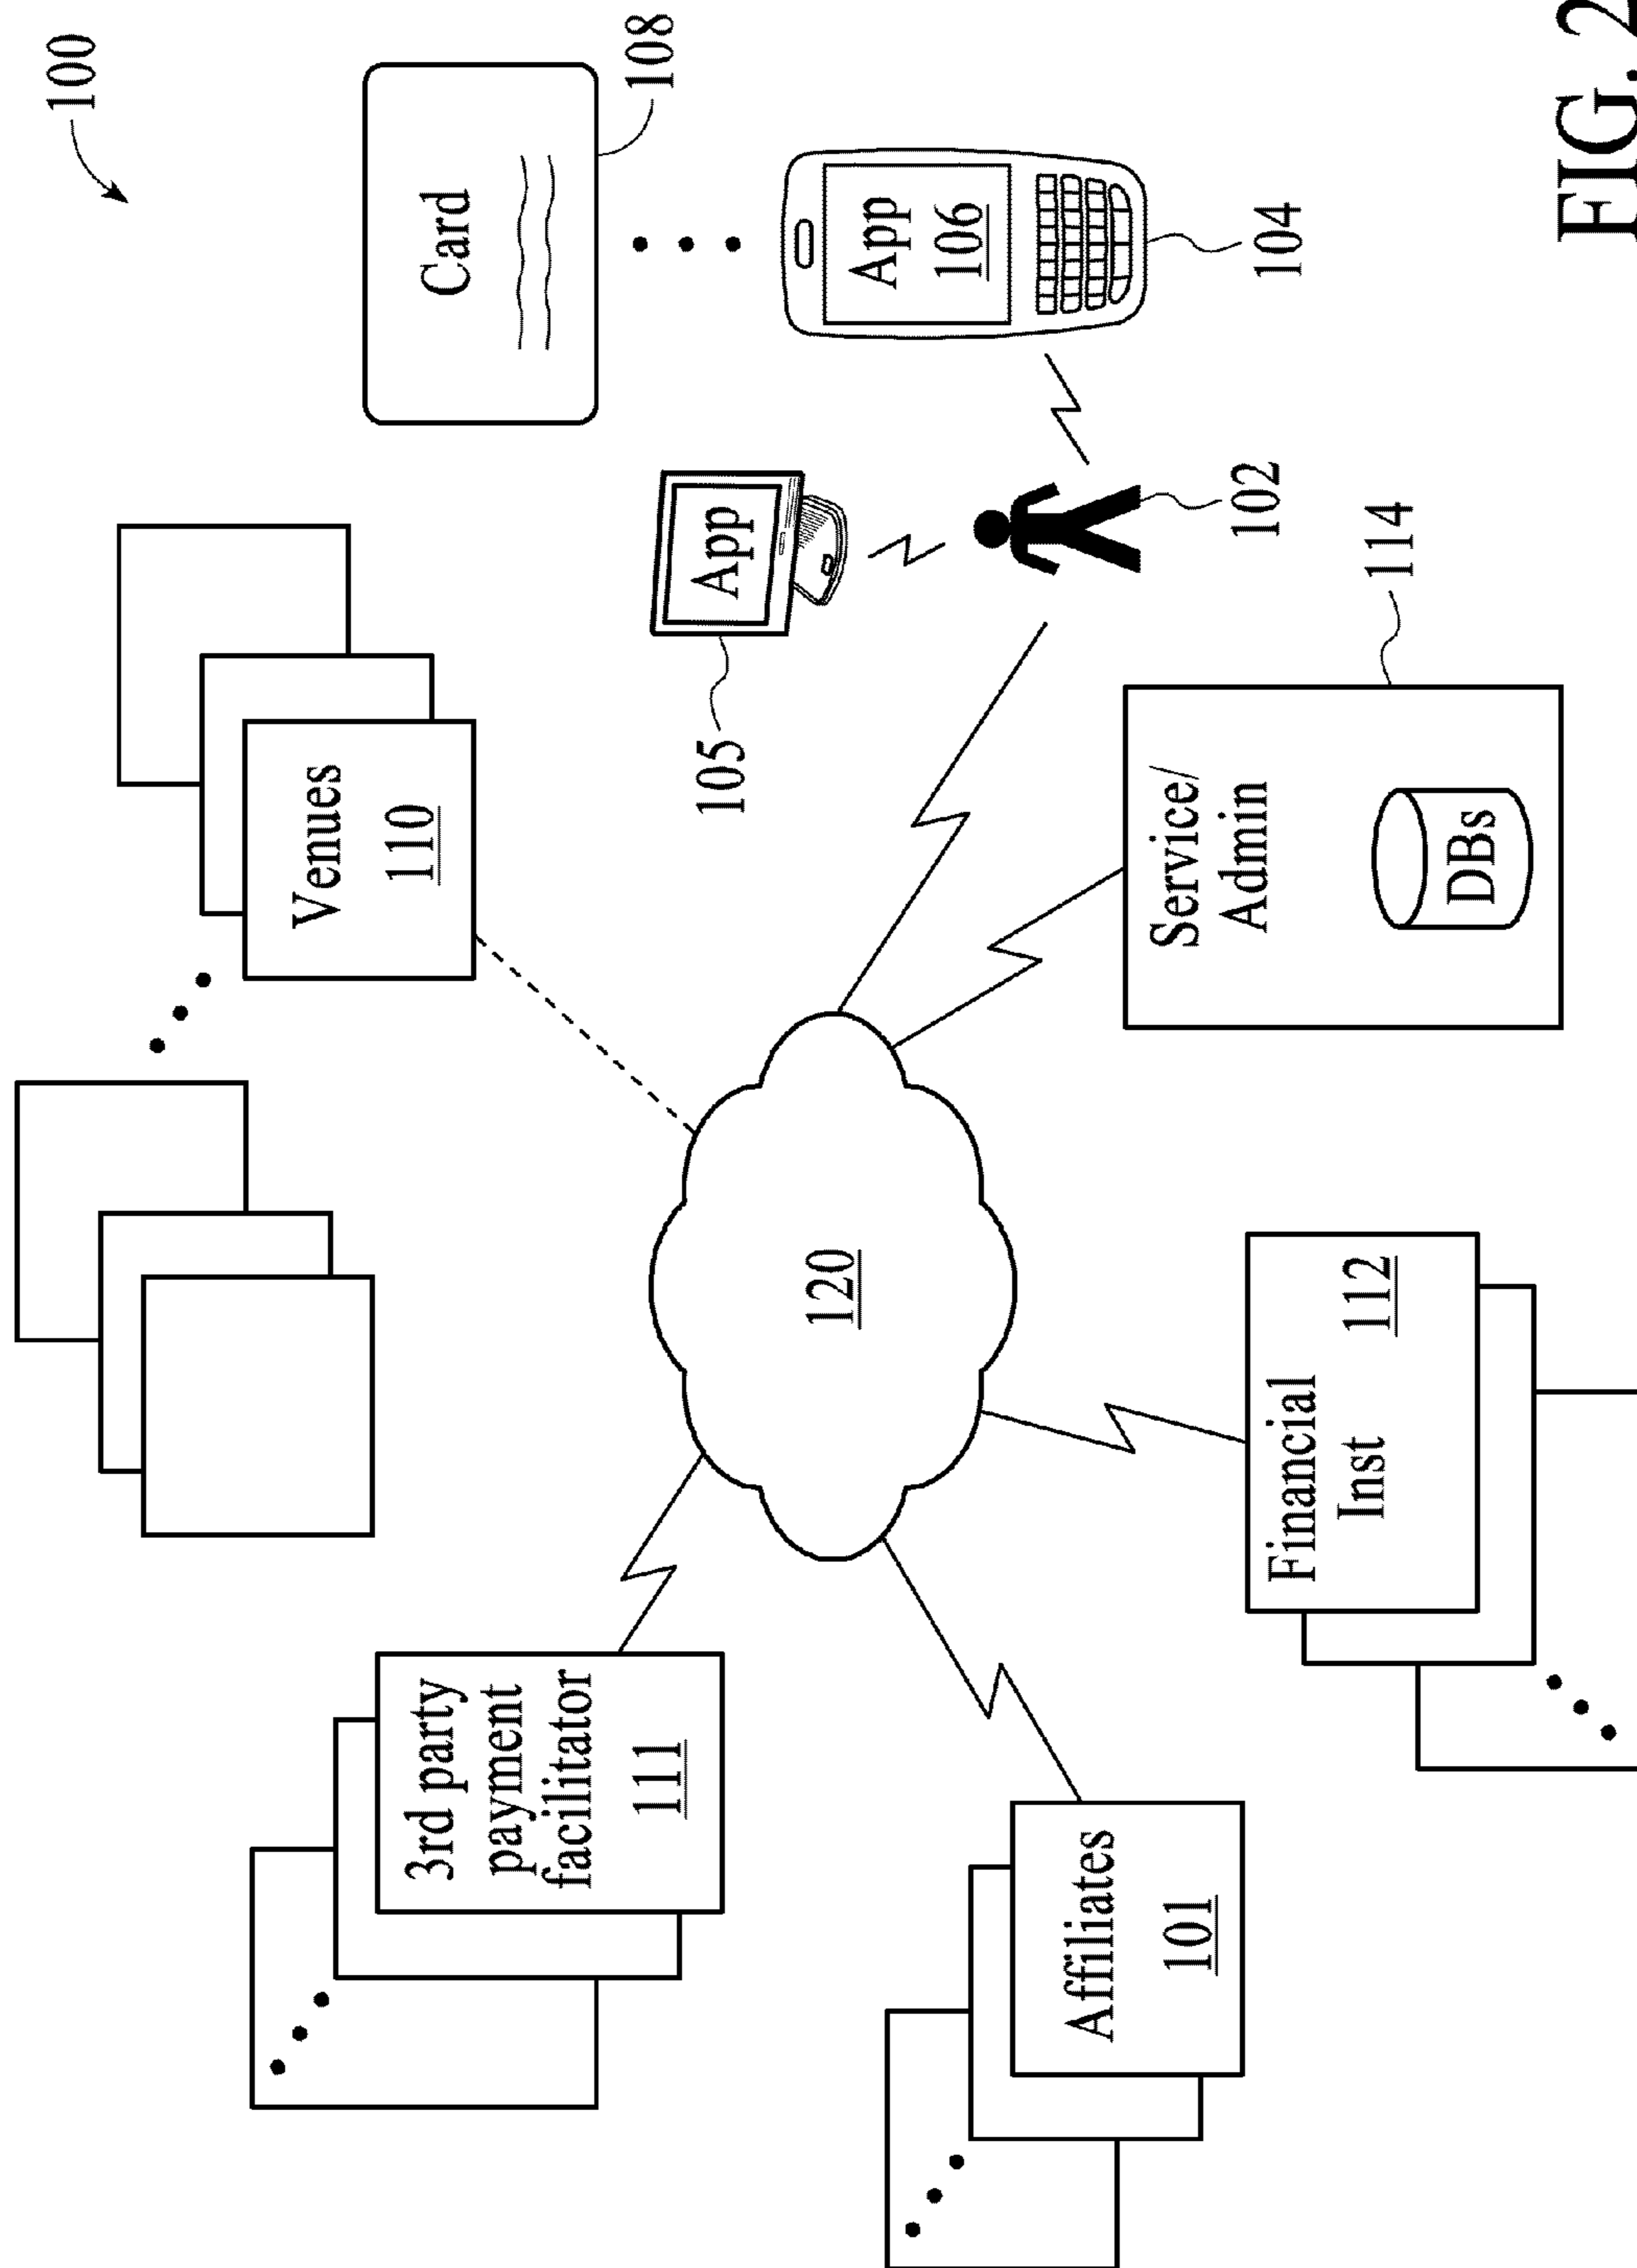 100
Card
108
App
106
104
App
105
102
Venues
110
3rd party
payment
facilitator
111
120
Service/
Admin
DBs
114
Affiliates
101
Financial
Inst
112
FIG. 2